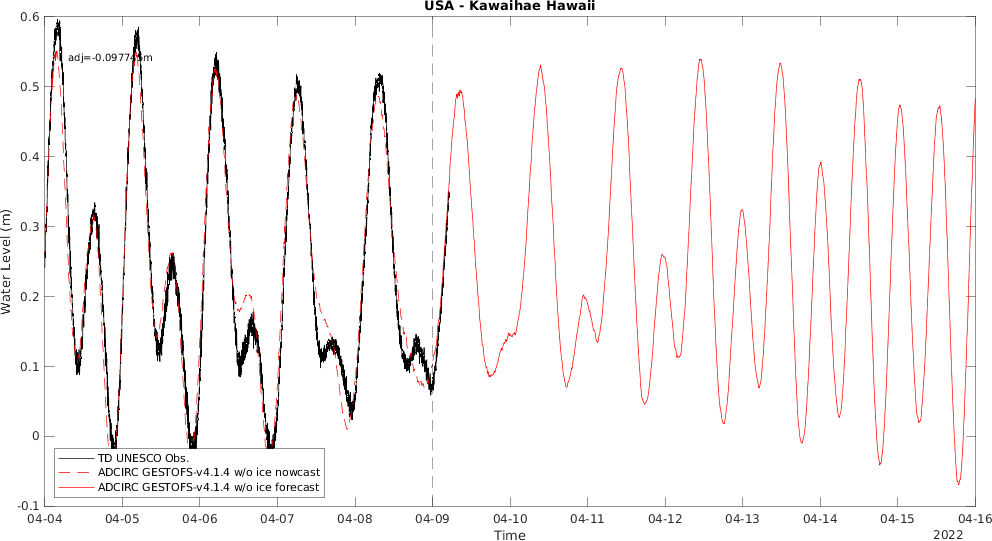 USA - Kawaihae Hawaii
0.6
0.5
0.4
0.3
0.2
0.1
0
-0.1
Water Level (m)
TD UNESCO Obs.
ADCIRC GESTOFS-v4.1.4 w/o ice nowcast
ADCIRC GESTOFS-v4.1.4 w/o ice forecast
04-04 04-05 04-06 04-07 04-08 04-09 04-10 04-11 04-12 04-13 04-14 04-15 04-16
Time
2022